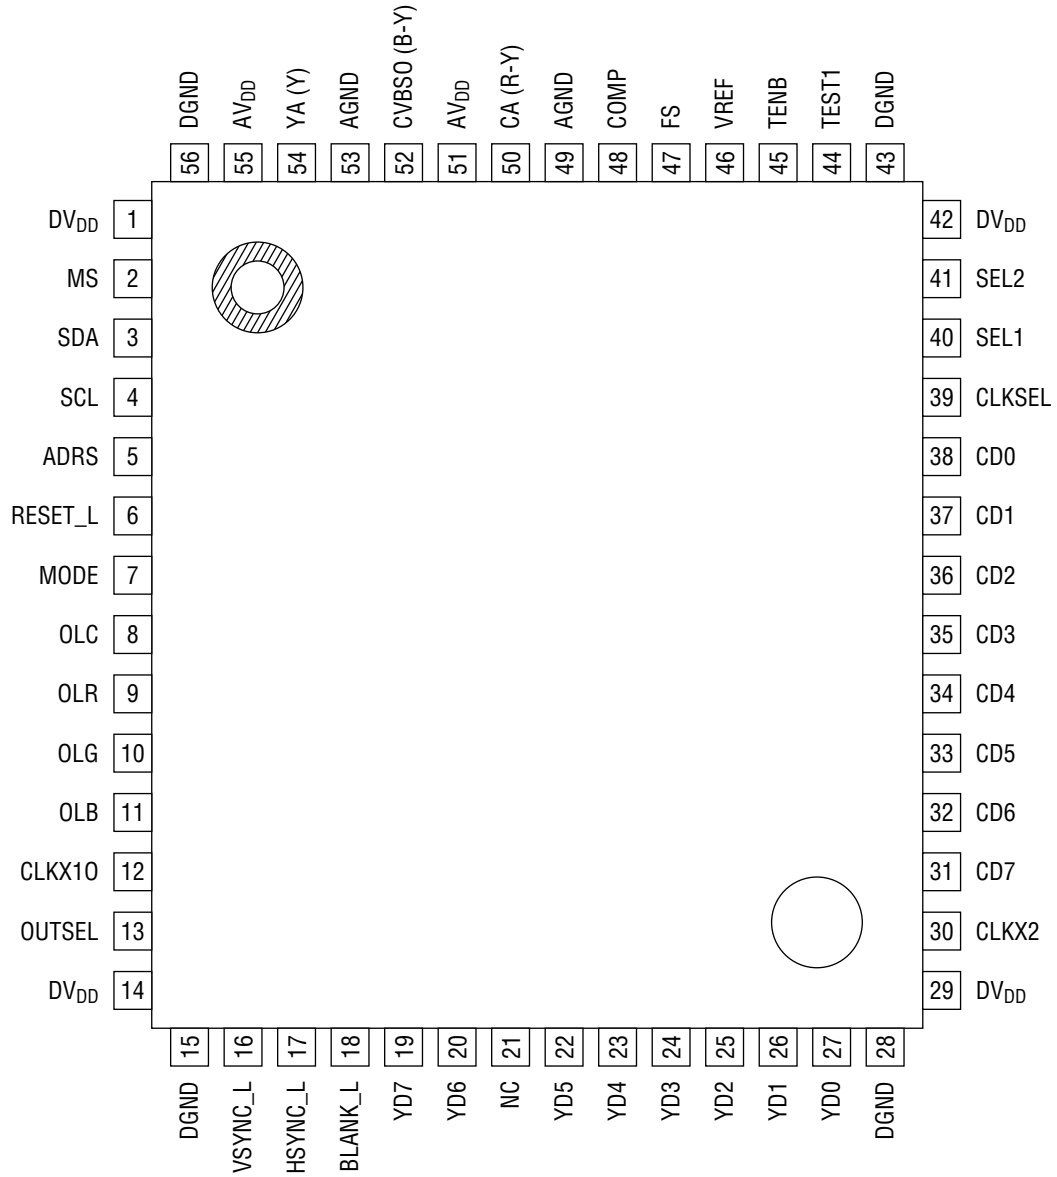 DGND
AVDD
YA (Y)
AGND
CVBSO (B-Y)
AVDD
CA (R-Y)
AGND
COMP
FS
VREF
TENB
TEST1
DGND
56 55 54 53 52 51 50 49 48 47 46 45 44 43
DVDD 1
MS 2
SDA 3
SCL 4
ADRS 5
RESET_L 6
MODE 7
OLC 8
OLR 9
OLG 10
OLB 11
CLKX1O 12
OUTSEL 13
DVDD 14
42 DVDD
41 SEL2
40 SEL1
39 CLKSEL
38 CD0
37 CD1
36 CD2
35 CD3
34 CD4
33 CD5
32 CD6
31 CD7
30 CLKX2
29 DVDD
15 16 17 18 19 20 21 22 23 24 25 26 27 28
DGND
VSYNC_L
HSYNC_L
BLANK_L
YD7
YD6
NC
YD5
YD4
YD3
YD2
YD1
YD0
DGND